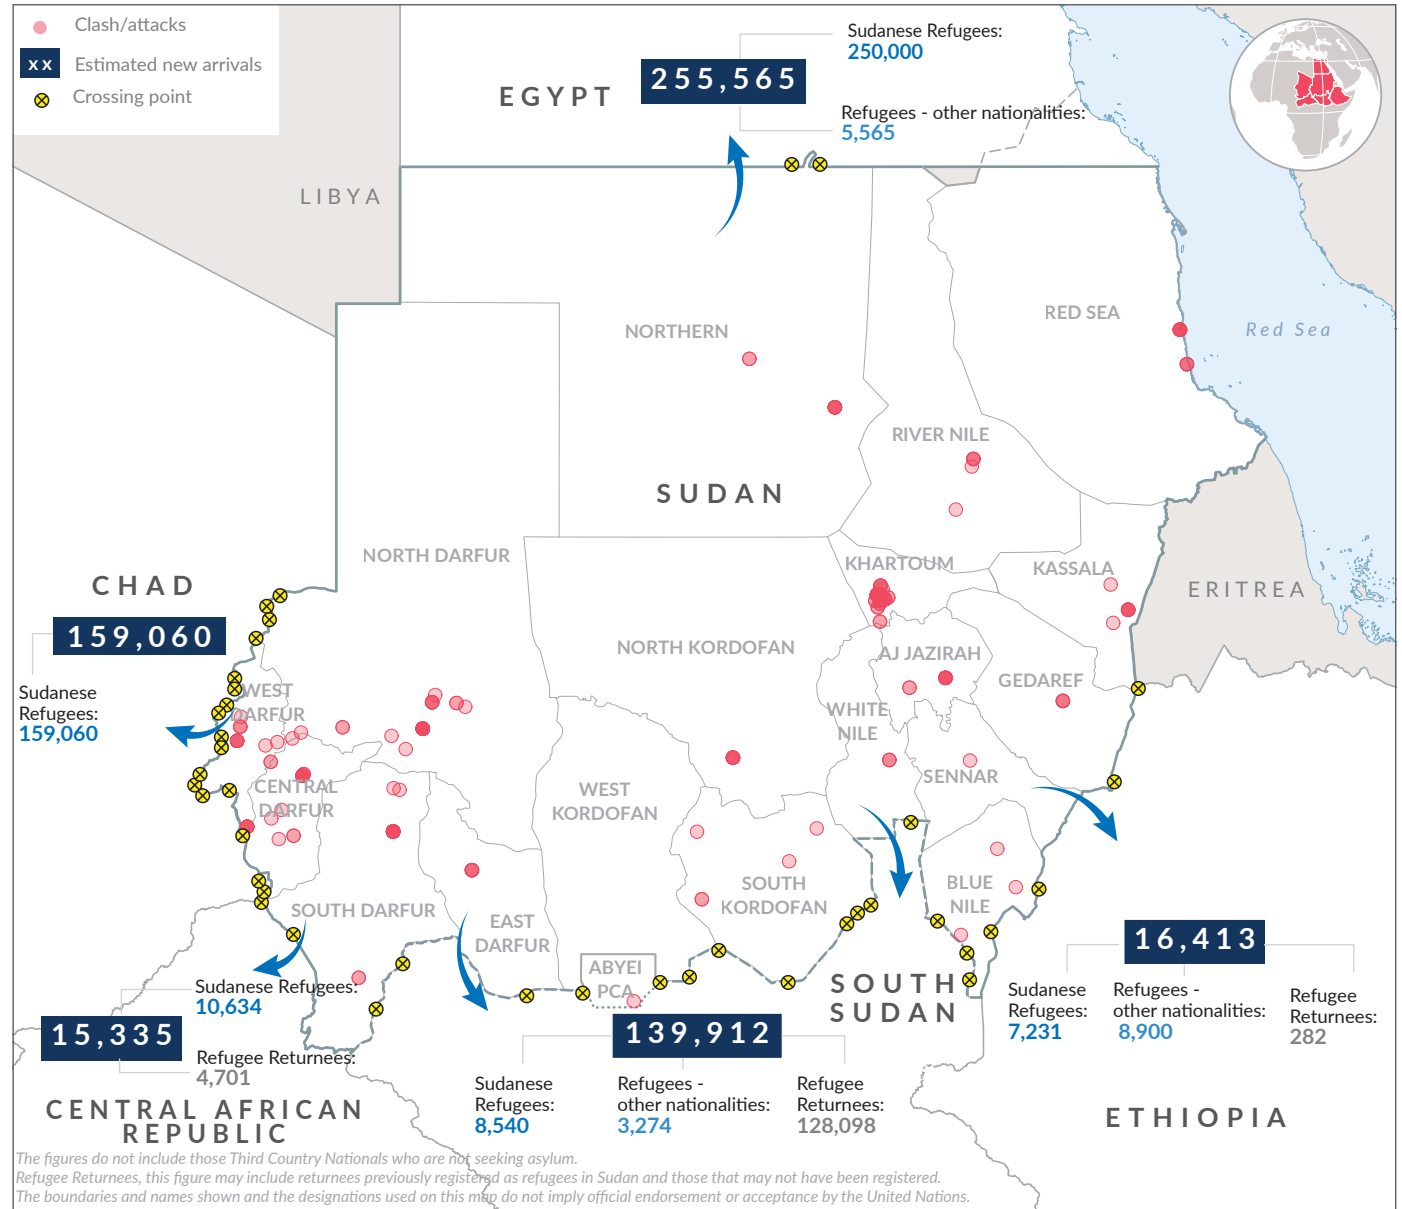 Clash/attacks
xx Estimated new arrivals
Crossing point
EGYPT
255,565
Sudanese Refugees:
250,000
Refugees - other nationalities:
5,565
LIBYA
NORTHERN
RED SEA
Red Sea
RIVER NILE
SUDAN
NORTH DARFUR
KHARTOUM
KASSALA
ERITREA
CHAD
159,060
Sudanese
Refugees:
159,060
NORTH KORDOFAN
AJ JAZIRAH
GEDAREF
WEST
DARFUR
WHITE
NILE
SENNAR
CENTRAL
DARFUR
WEST
KORDOFAN
SOUTH
KORDOFAN
BLUE
NILE
SOUTH DARFUR
EAST
DARFUR
ABYEI
PCA
SOUTH
SUDAN
16,413
Sudanese
Refugees:
7,231
Refugees -
other nationalities:
8,900
Refugee
Returnees:
282
Sudanese Refugees:
10,634
15,335
Refugee Returnees:
4,701
139,912
Sudanese
Refugees:
8,540
Refugees -
other nationalities:
3,274
Refugee
Returnees:
128,098
CENTRAL AFRICAN
REPUBLIC
ETHIOPIA
The figures do not include those Third Country Nationals who are not seeking asylum.
Refugee Returnees, this figure may include returnees previously registered as refugees in Sudan and those that may not have been registered.
The boundaries and names shown and the designations used on this map do not imply official endorsement or acceptance by the United Nations.